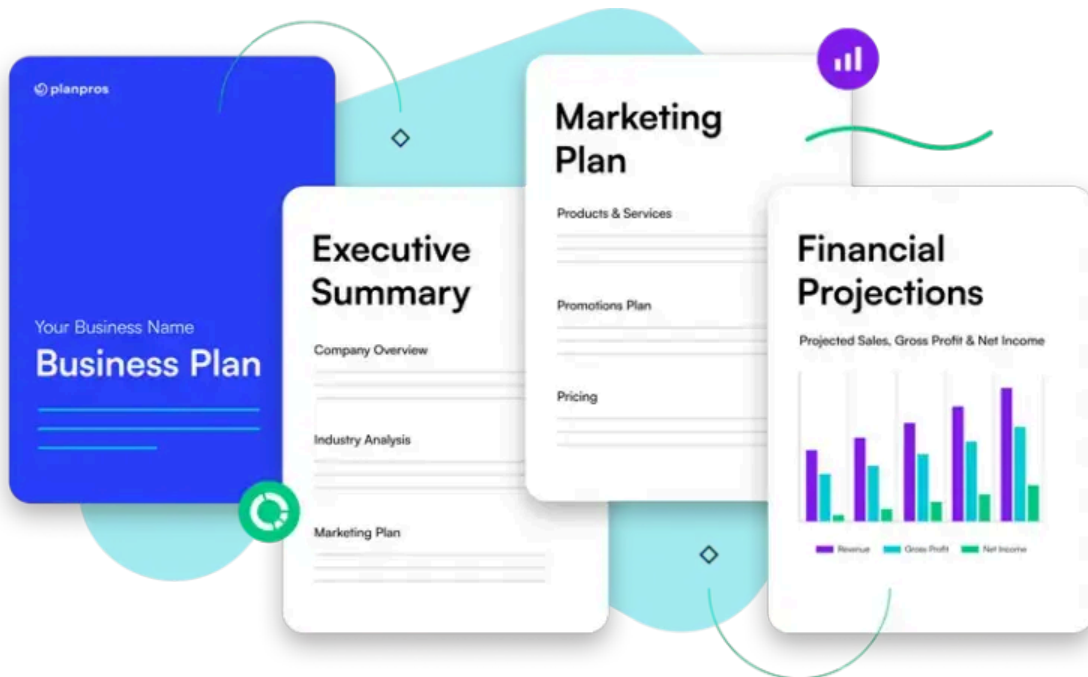 planpros
Your Business Name
Business Plan
Executive
Summary
Company Overview
Industry Analysis
Marketing Plan
Marketing
Plan
Products & Services
Promotions Plan
Pricing
Financial
Projections
Projected Sales, Gross Profit & Net Income
Revenue
Gross Profit
Net Income